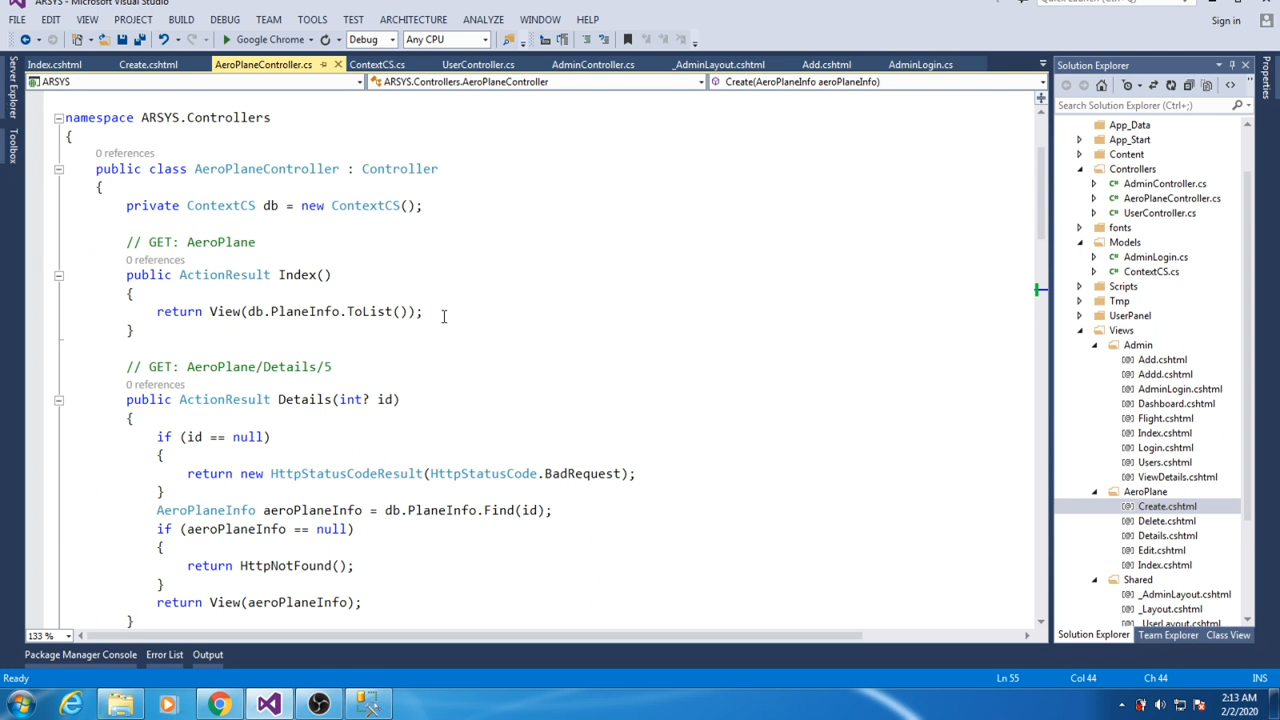 ARSYS - Microsoft Visual Studio
Quick Launch (Ctrl+Q)
FILE EDIT VIEW PROJECT BUILD DEBUG TEAM TOOLS TEST ARCHITECTURE ANALYZE WINDOW HELP Sign in
Google Chrome Debug Any CPU
Index.cshtml Create.cshtml AeroPlaneController.cs ContextCS.cs UserController.cs AdminController.cs _AdminLayout.cshtml Add.cshtml AdminLogin.cs
ARSYS ARSYS.Controllers.AeroPlaneController Create(AeroPlaneInfo aeroPlaneInfo)
Server Explorer
Toolbox
namespace ARSYS.Controllers
{
0 references
public class AeroPlaneController : Controller
{
private ContextCS db = new ContextCS();
// GET: AeroPlane
0 references
public ActionResult Index()
{
return View(db.PlaneInfo.ToList());
}
// GET: AeroPlane/Details/5
0 references
public ActionResult Details(int? id)
{
if (id == null)
{
return new HttpStatusCodeResult(HttpStatusCode.BadRequest);
}
AeroPlaneInfo aeroPlaneInfo = db.PlaneInfo.Find(id);
if (aeroPlaneInfo == null)
{
return HttpNotFound();
}
return View(aeroPlaneInfo);
}
133 %
Solution Explorer
Search Solution Explorer (Ctrl+;)
App_Data
App_Start
Content
Controllers
C# AdminController.cs
C# AeroPlaneController.cs
C# UserController.cs
fonts
Models
C# AdminLogin.cs
C# ContextCS.cs
Scripts
Tmp
UserPanel
Views
Admin
[@] Add.cshtml
[@] Addd.cshtml
[@] AdminLogin.cshtml
[@] Dashboard.cshtml
[@] Flight.cshtml
[@] Index.cshtml
[@] Login.cshtml
[@] Users.cshtml
[@] ViewDetails.cshtml
AeroPlane
[@] Create.cshtml
[@] Delete.cshtml
[@] Details.cshtml
[@] Edit.cshtml
[@] Index.cshtml
Shared
[@] _AdminLayout.cshtml
[@] _Layout.cshtml
[@] _UserLayout.cshtml
Solution Explorer Team Explorer Class View
Properties
Package Manager Console Error List Output
Ready Ln 55 Col 44 Ch 44 INS
2:13 AM
2/2/2020